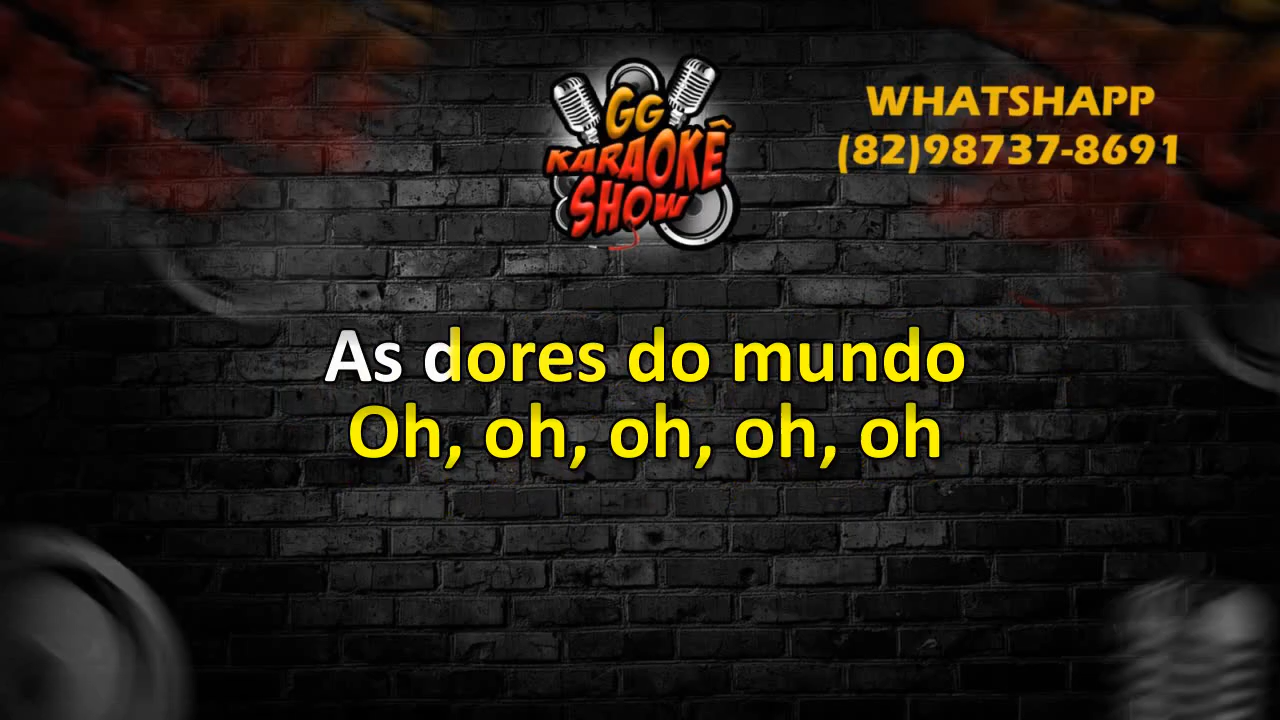 GG
KARAOKÊ
SHOW
WHATSHAPP
(82)98737-8691
As dores do mundo
Oh, oh, oh, oh, oh